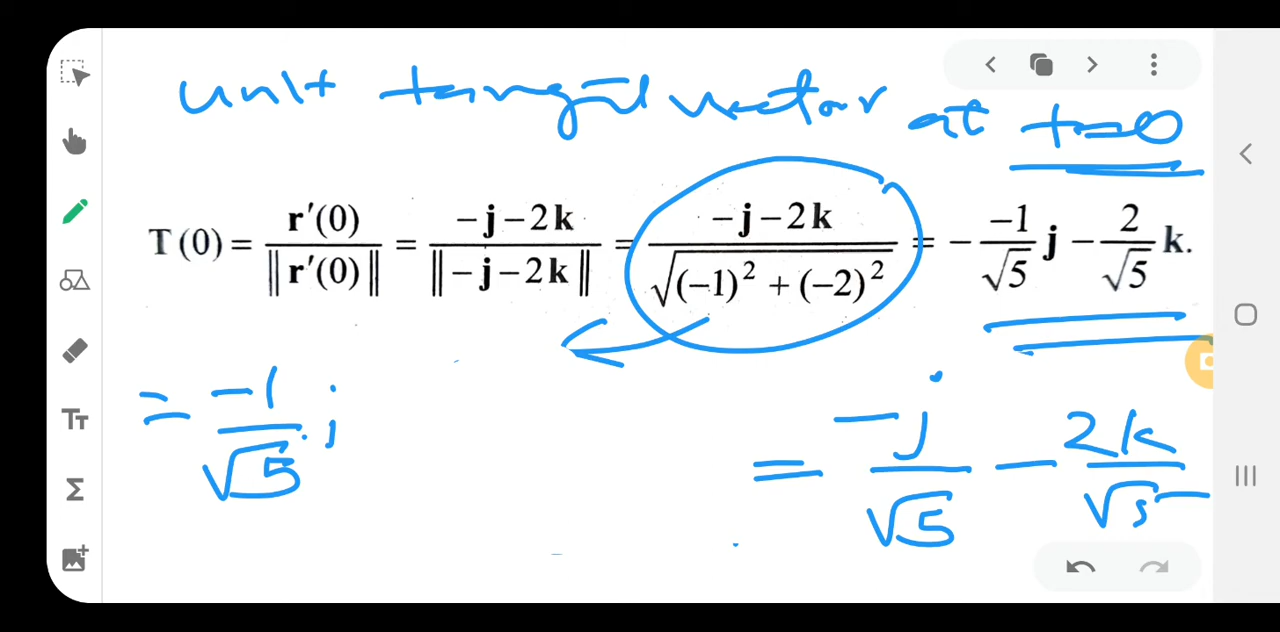 unit tangent vector at t=0
T(0) = r′(0) / ‖r′(0)‖ = −j−2k / ‖−j−2k‖ = −j−2k / √((−1)² + (−2)²) = − −1/√5 j − 2/√5 k.
= −1/√5 · j
= −j/√5 − 2k/√5
TT
Σ